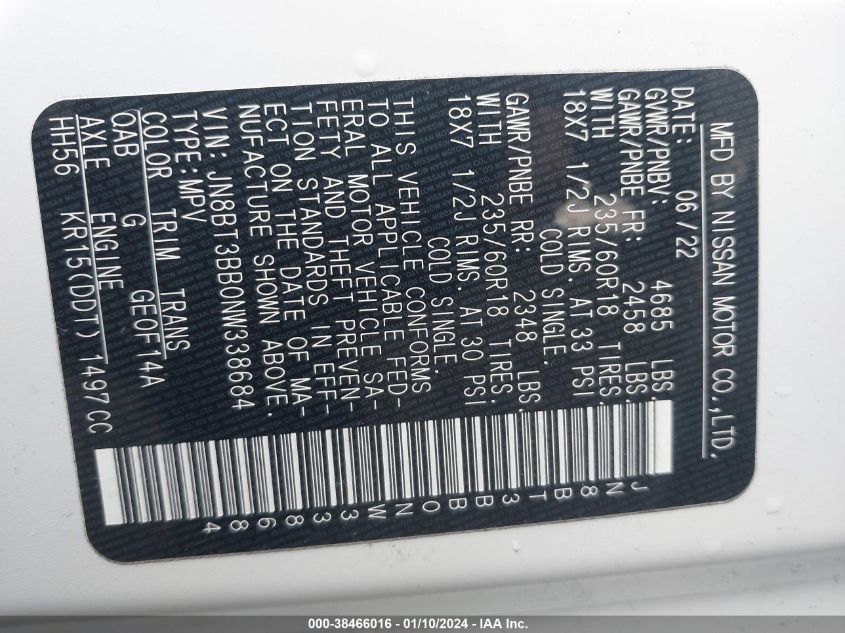 MFD BY NISSAN MOTOR CO.,LTD.
DATE: 06/22
GVWR/PNBV: 4685 LBS.
GAWR/PNBE FR: 2458 LBS.
WITH 235/60R18 TIRES.
18X7 1/2J RIMS. AT 33 PSI
COLD SINGLE.
GAWR/PNBE RR: 2348 LBS.
WITH 235/60R18 TIRES.
18X7 1/2J RIMS. AT 30 PSI
COLD SINGLE.
THIS VEHICLE CONFORMS
TO ALL APPLICABLE FED-
ERAL MOTOR VEHICLE SA-
FETY AND THEFT PREVEN-
TION STANDARDS IN EFF-
ECT ON THE DATE OF MA-
NUFACTURE SHOWN ABOVE.
VIN: JN8BT3BB0NW338684
TYPE: MPV
COLOR TRIM TRANS
QAB G GE0F14A
AXLE ENGINE
HH56 KR15(DDT) 1497CC
JN8BT3BB0NW338684
000-38466016 - 01/10/2024 - IAA Inc.